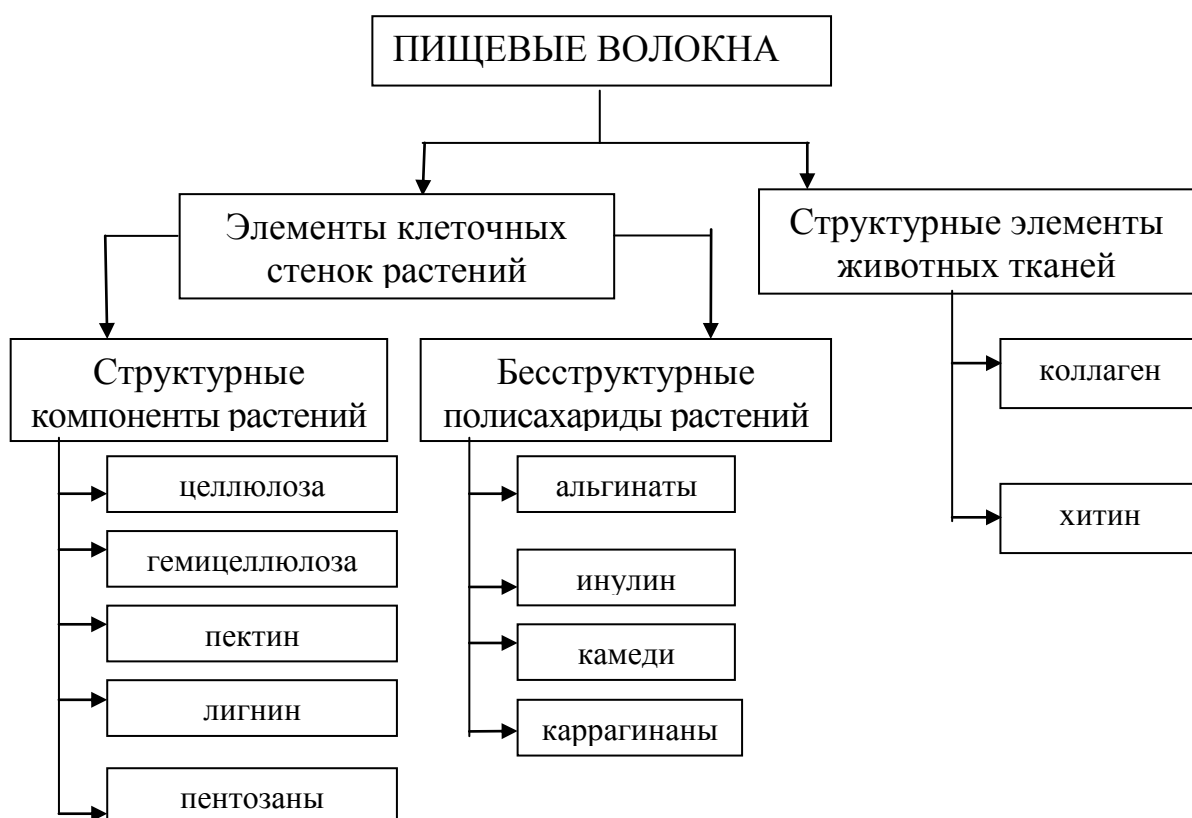 ПИЩЕВЫЕ ВОЛОКНА
Элементы клеточных
стенок растений
Структурные элементы
животных тканей
Структурные
компоненты растений
целлюлоза
гемицеллюлоза
пектин
лигнин
пентозаны
Бесструктурные
полисахариды растений
альгинаты
инулин
камеди
каррагинаны
коллаген
хитин